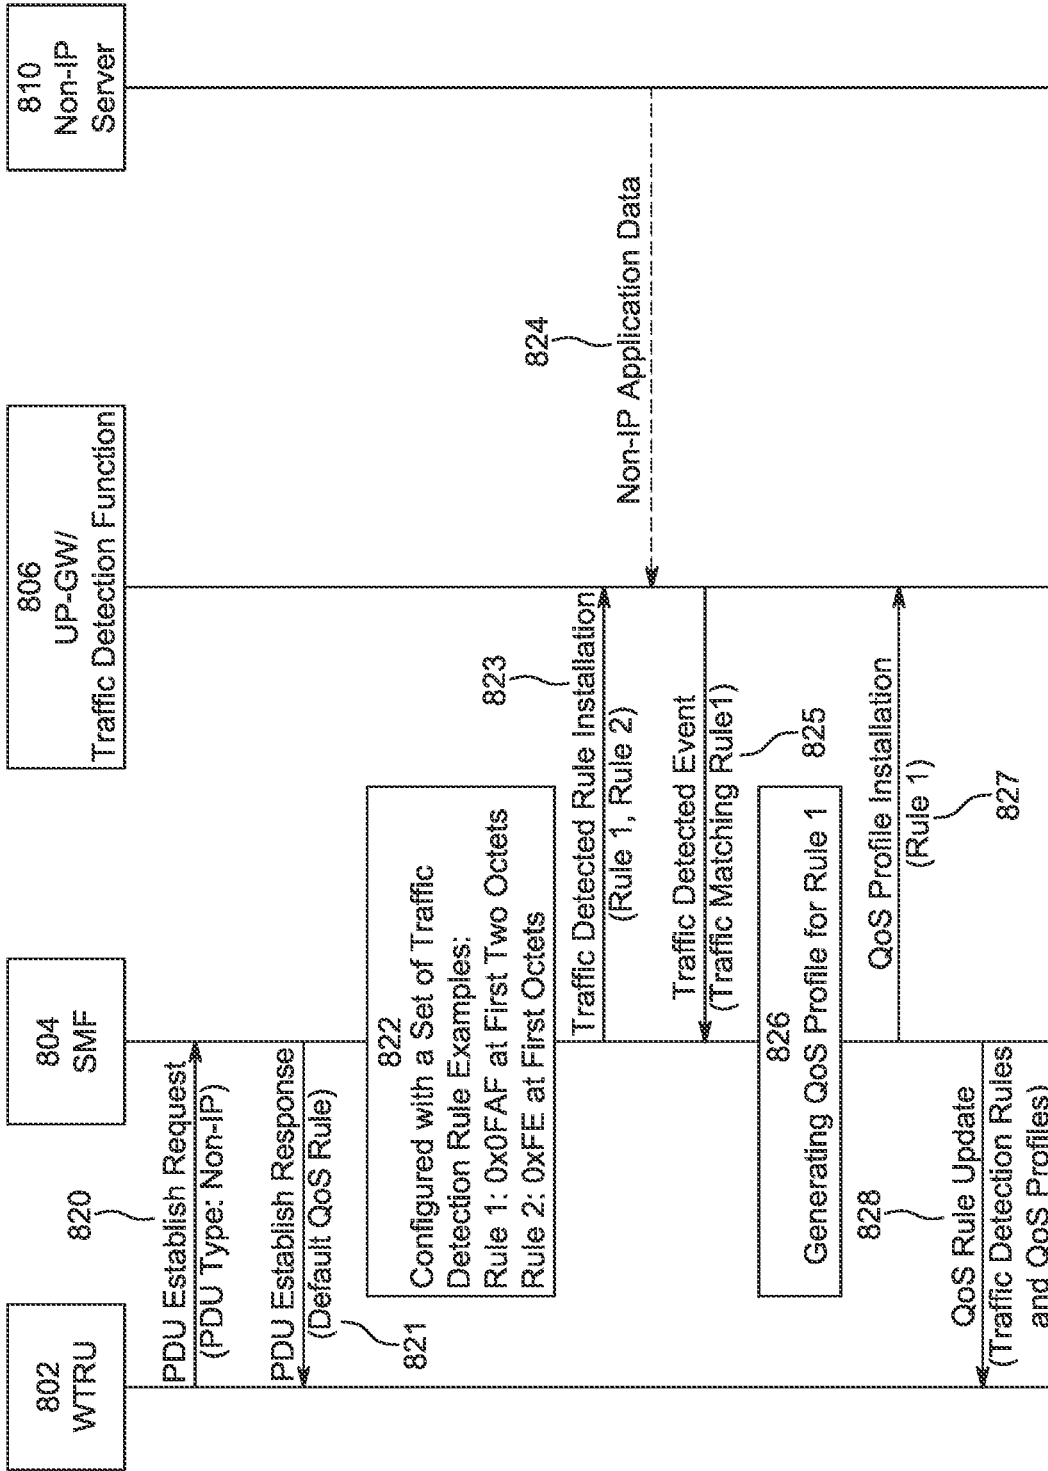 802
WTRU
804
SMF
806
UP-GW/
Traffic Detection Function
810
Non-IP
Server
820
PDU Establish Request
(PDU Type: Non-IP)
PDU Establish Response
(Default QoS Rule)
821
822
Configured with a Set of Traffic
Detection Rule Examples:
Rule 1: 0x0FAF at First Two Octets
Rule 2: 0xFE at First Octets
823
Traffic Detected Rule Installation
(Rule 1, Rule 2)
824
Non-IP Application Data
Traffic Detected Event
(Traffic Matching Rule1)
825
826
Generating QoS Profile for Rule 1
QoS Profile Installation
(Rule 1)
827
828
QoS Rule Update
(Traffic Detection Rules
and QoS Profiles